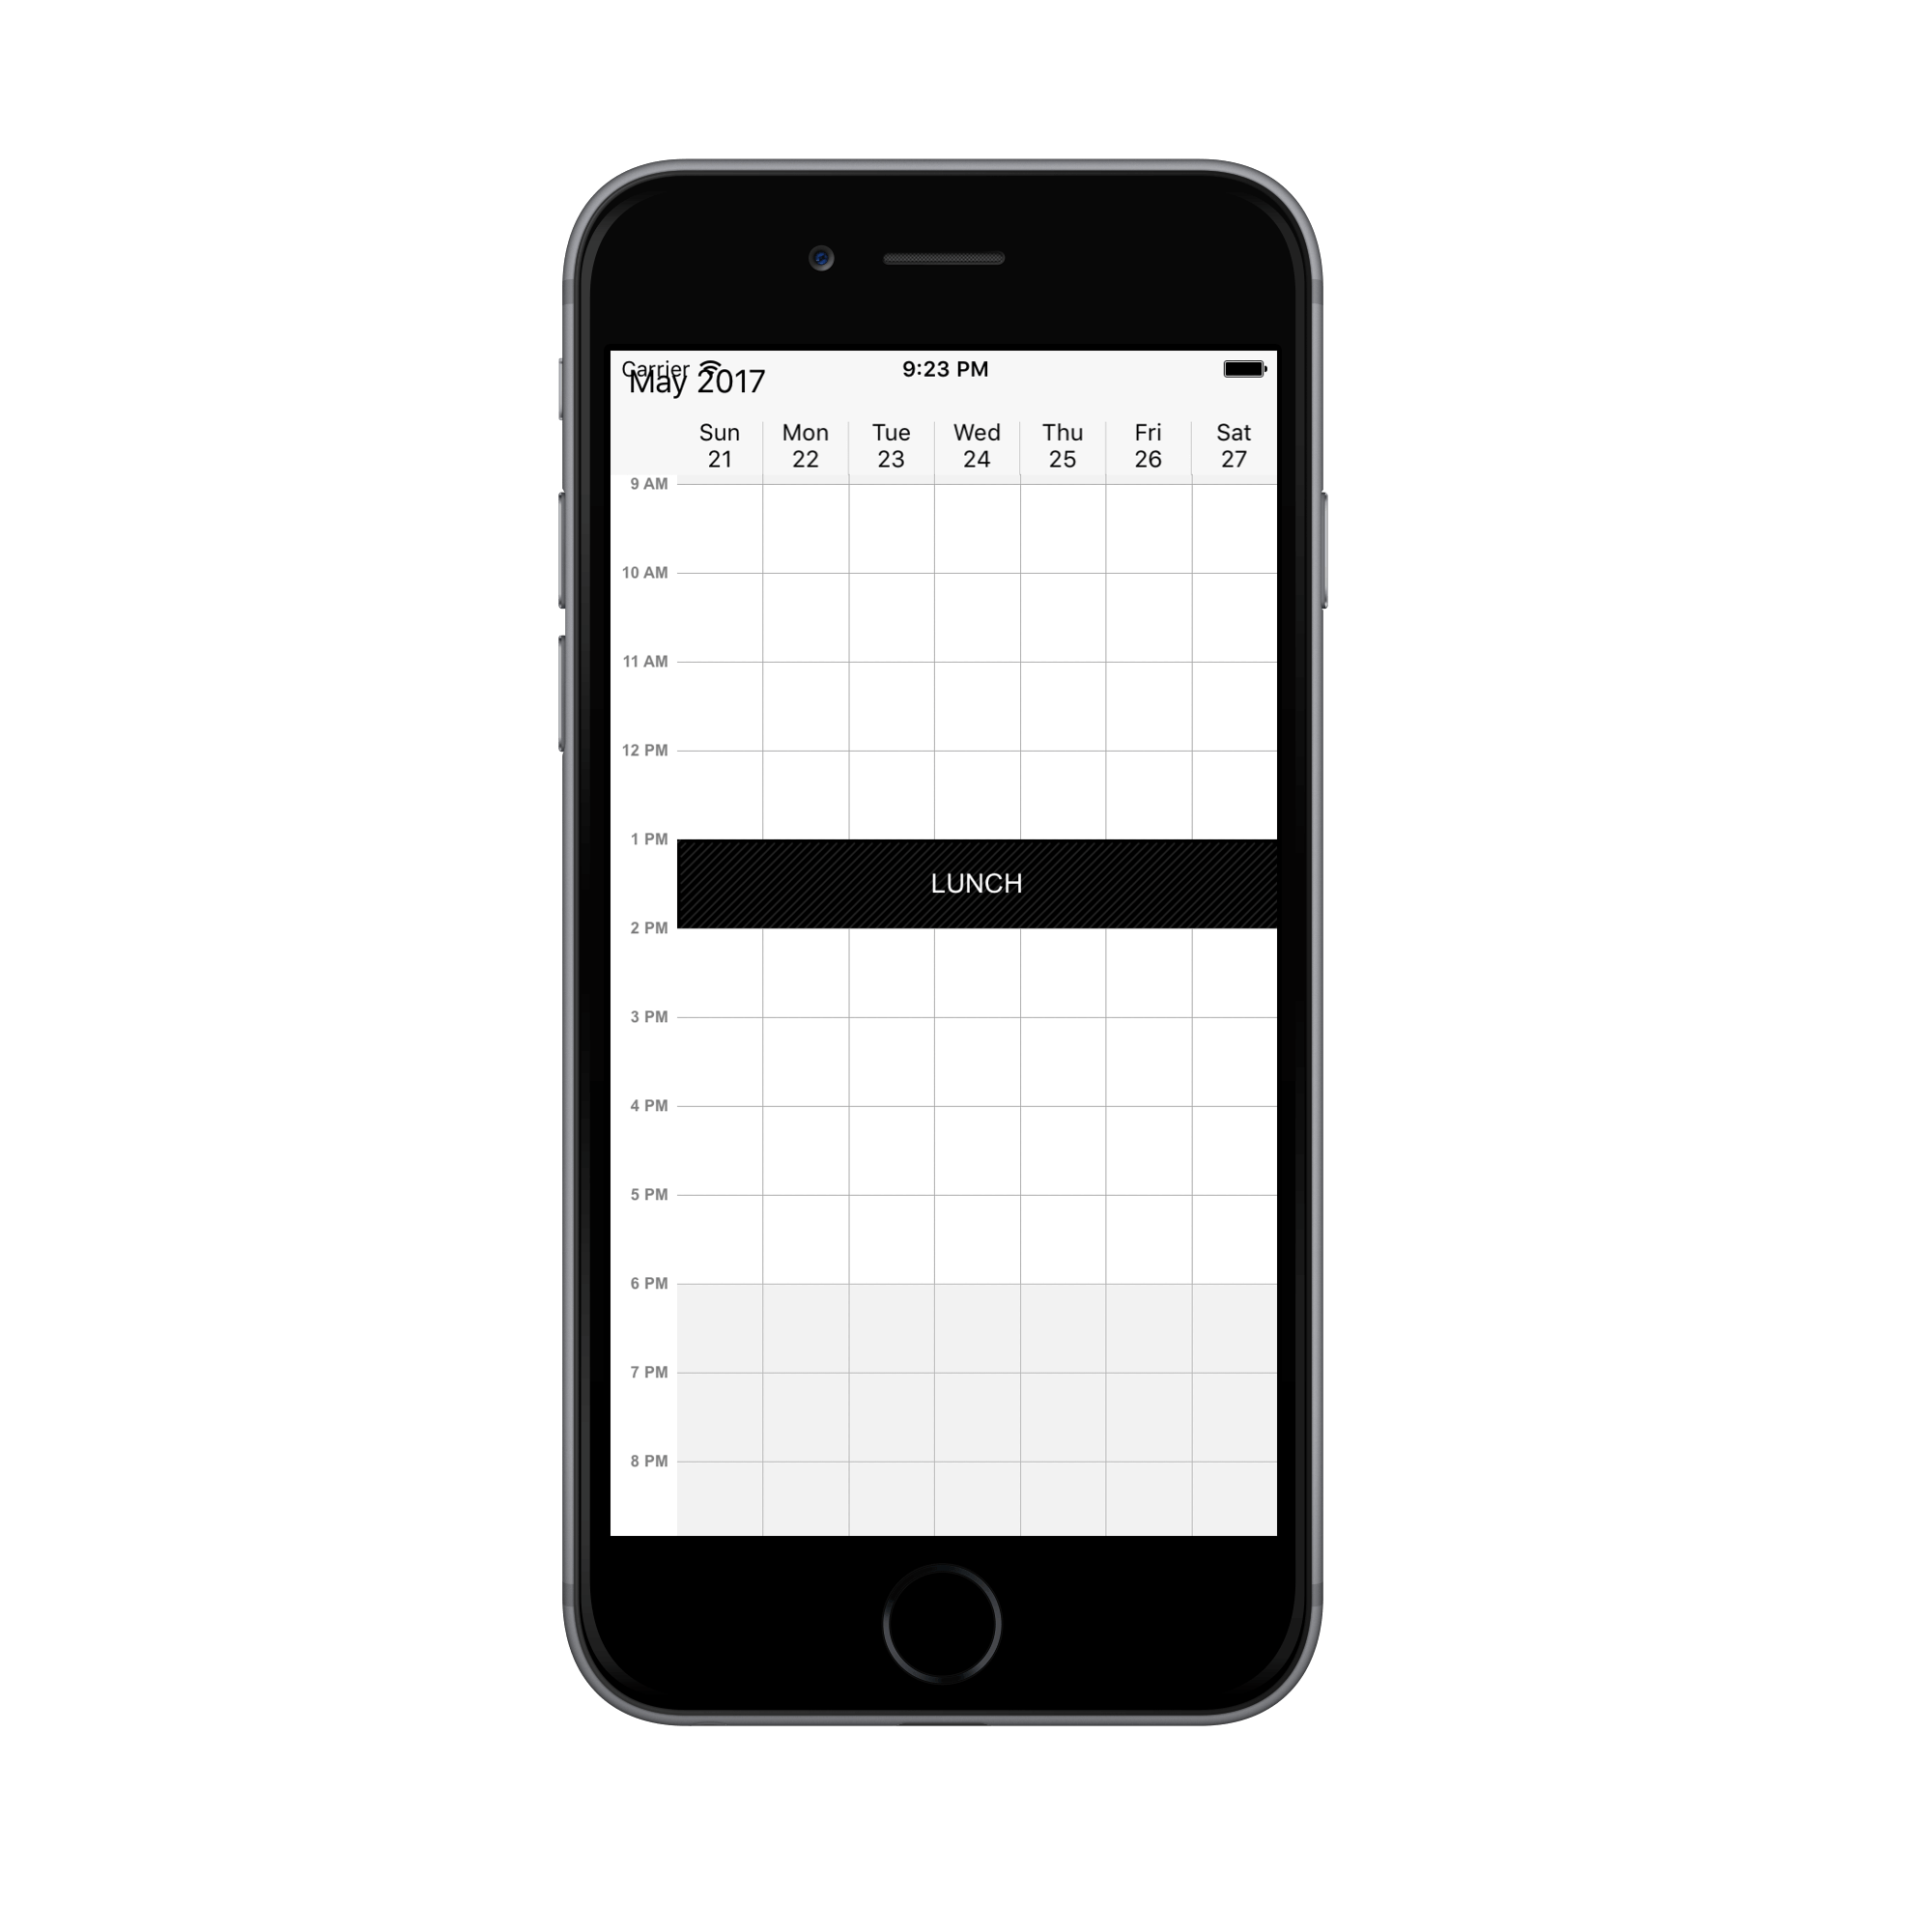 Carrier 9:23 PM
May 2017
Sun Mon Tue Wed Thu Fri Sat
21 22 23 24 25 26 27
9 AM
10 AM
11 AM
12 PM
1 PM
LUNCH
2 PM
3 PM
4 PM
5 PM
6 PM
7 PM
8 PM